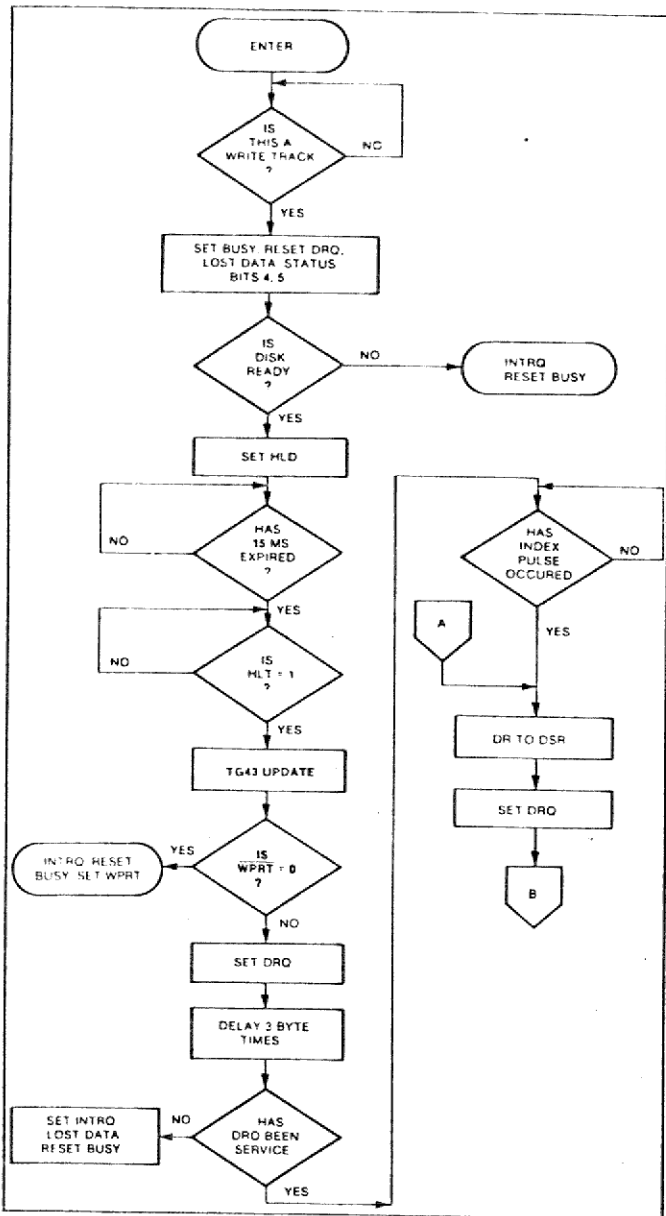 ENTER
IS
THIS A
WRITE TRACK
?
NO
YES
SET BUSY. RESET DRQ.
LOST DATA. STATUS
BITS 4, 5
IS
DISK
READY
?
NO
INTRQ
RESET BUSY
YES
SET HLD
HAS
15 MS
EXPIRED
?
NO
YES
IS
HLT = 1
?
NO
YES
TG43 UPDATE
IS
WPRT = 0
?
YES
INTRQ. RESET
BUSY. SET WPRT
NO
SET DRQ
DELAY 3 BYTE
TIMES
HAS
DRQ BEEN
SERVICE
NO
SET INTRQ
LOST DATA
RESET BUSY
YES
HAS
INDEX
PULSE
OCCURED
NO
YES
A
DR TO DSR
SET DRQ
B